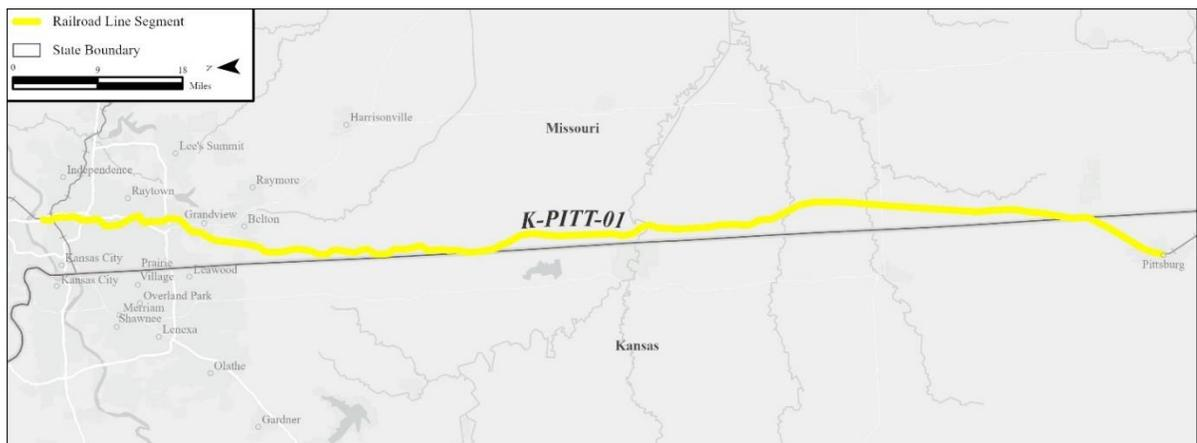 Railroad Line Segment
State Boundary
0 9 18
Miles
Harrisonville
Missouri
Lee's Summit
Independence
Raymore
Raytown
K-PITT-01
Grandview
Belton
Kansas City
Prairie
Village
Leawood
Kansas City
Pittsburg
Overland Park
Merriam
Shawnee
Lenexa
Kansas
Olathe
Gardner